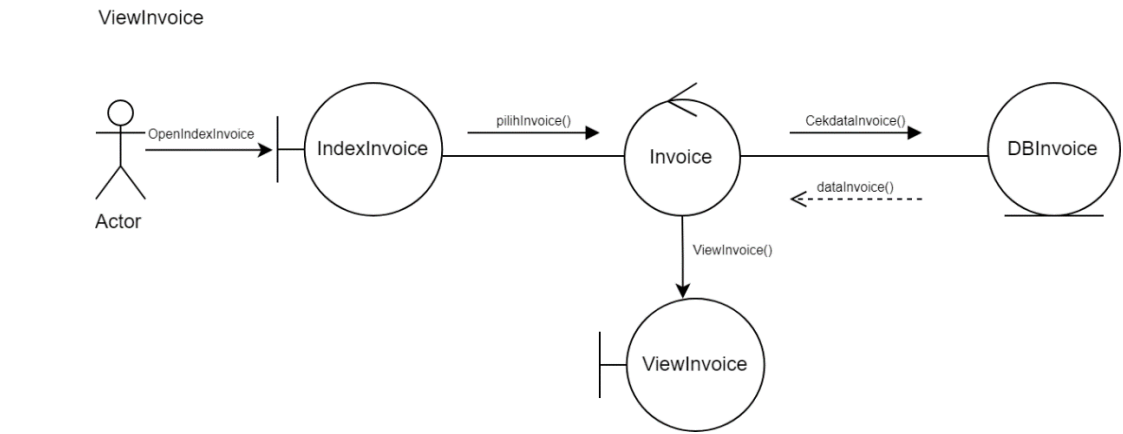 ViewInvoice
OpenIndexInvoice
IndexInvoice
pilihInvoice()
Invoice
CekdataInvoice()
dataInvoice()
DBInvoice
Actor
ViewInvoice()
ViewInvoice